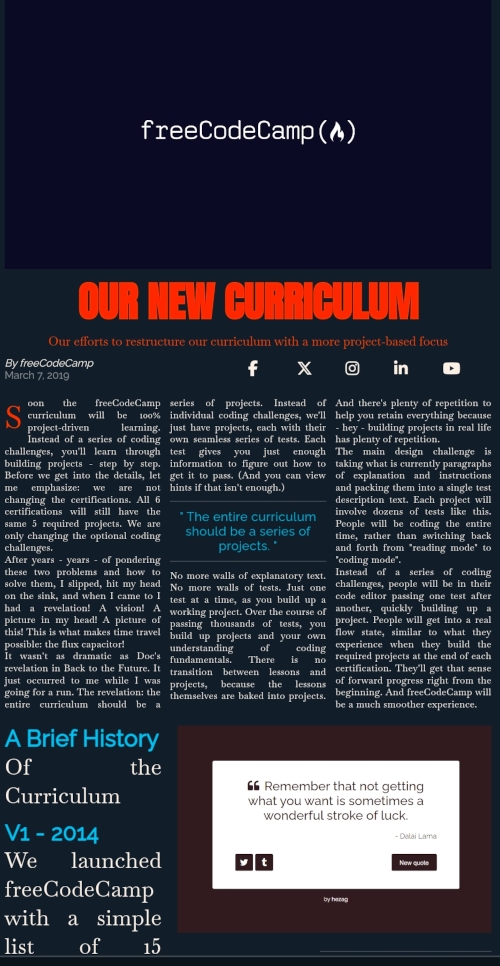 freeCodeCamp(
OUR NEW CURRICULUM
Our efforts to restructure our curriculum with a more project-based focus
By freeCodeCamp
March 7, 2019
Soon the freeCodeCamp
curriculum will be 100%
project-driven learning.
Instead of a series of coding
challenges, you'll learn through
building projects - step by step.
Before we get into the details, let
me emphasize: we are not
changing the certifications. All 6
certifications will still have the
same 5 required projects. We are
only changing the optional coding
challenges.
After years - years - of pondering
these two problems and how to
solve them, I slipped, hit my head
on the sink, and when I came to I
had a revelation! A vision! A
picture in my head! A picture of
this! This is what makes time travel
possible: the flux capacitor!
It wasn't as dramatic as Doc's
revelation in Back to the Future. It
just occurred to me while I was
going for a run. The revelation: the
entire curriculum should be a
series of projects. Instead of
individual coding challenges, we'll
just have projects, each with their
own seamless series of tests. Each
test gives you just enough
information to figure out how to
get it to pass. (And you can view
hints if that isn't enough.)
" The entire curriculum
should be a series of
projects. "
No more walls of explanatory text.
No more walls of tests. Just one
test at a time, as you build up a
working project. Over the course of
passing thousands of tests, you
build up projects and your own
understanding of coding
fundamentals. There is no
transition between lessons and
projects, because the lessons
themselves are baked into projects.
And there's plenty of repetition to
help you retain everything because
- hey - building projects in real life
has plenty of repetition.
The main design challenge is
taking what is currently paragraphs
of explanation and instructions
and packing them into a single test
description text. Each project will
involve dozens of tests like this.
People will be coding the entire
time, rather than switching back
and forth from "reading mode" to
"coding mode".
Instead of a series of coding
challenges, people will be in their
code editor passing one test after
another, quickly building up a
project. People will get into a real
flow state, similar to what they
experience when they build the
required projects at the end of each
certification. They'll get that sense
of forward progress right from the
beginning. And freeCodeCamp will
be a much smoother experience.
A Brief History
Of the
Curriculum
V1 - 2014
We launched
freeCodeCamp
with a simple
list of 15
“ Remember that not getting
what you want is sometimes a
wonderful stroke of luck.
- Dalai Lama
New quote
by hezag